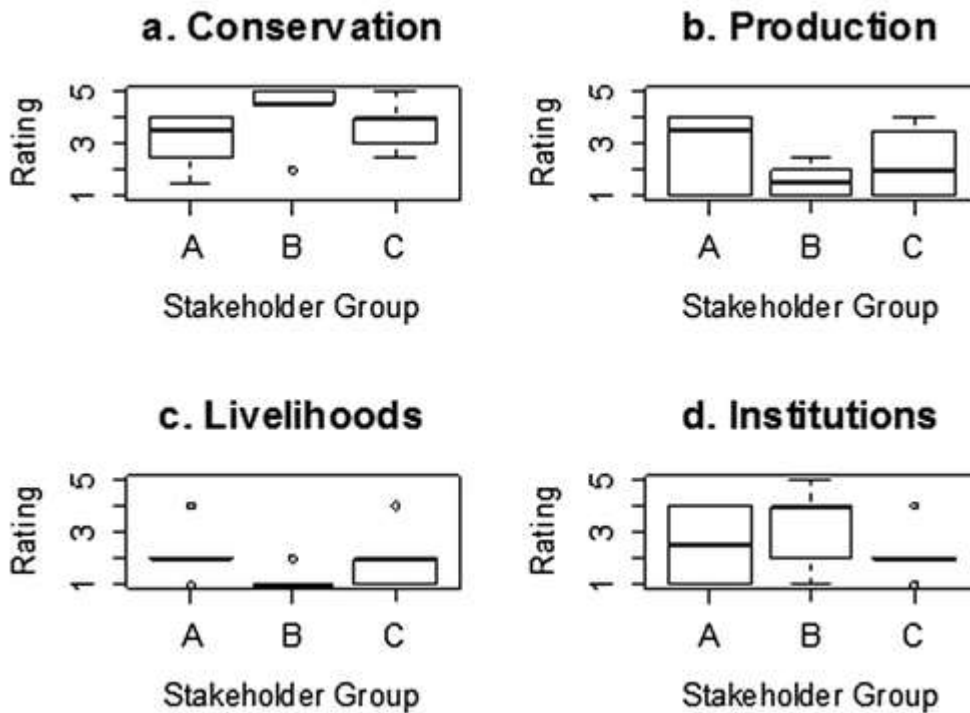 a. Conservation
Rating
5
3
1
A B C
Stakeholder Group
b. Production
Rating
5
3
1
A B C
Stakeholder Group
c. Livelihoods
Rating
5
3
1
A B C
Stakeholder Group
d. Institutions
Rating
5
3
1
A B C
Stakeholder Group